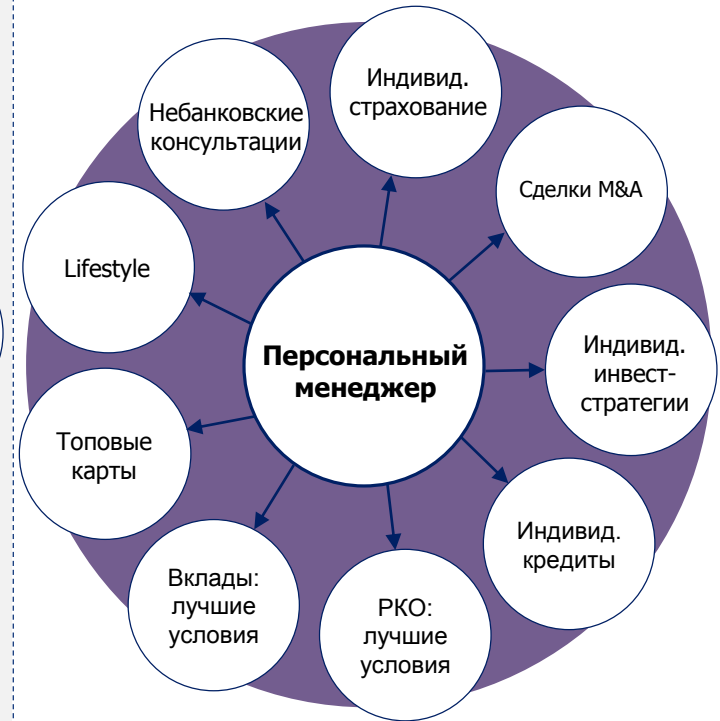 Индивид.
страхование
Небанковские
консультации
Сделки M&A
Lifestyle
Персональный
менеджер
Индивид.
инвест-
стратегии
Топовые
карты
Индивид.
кредиты
Вклады:
лучшие
условия
РКО:
лучшие
условия